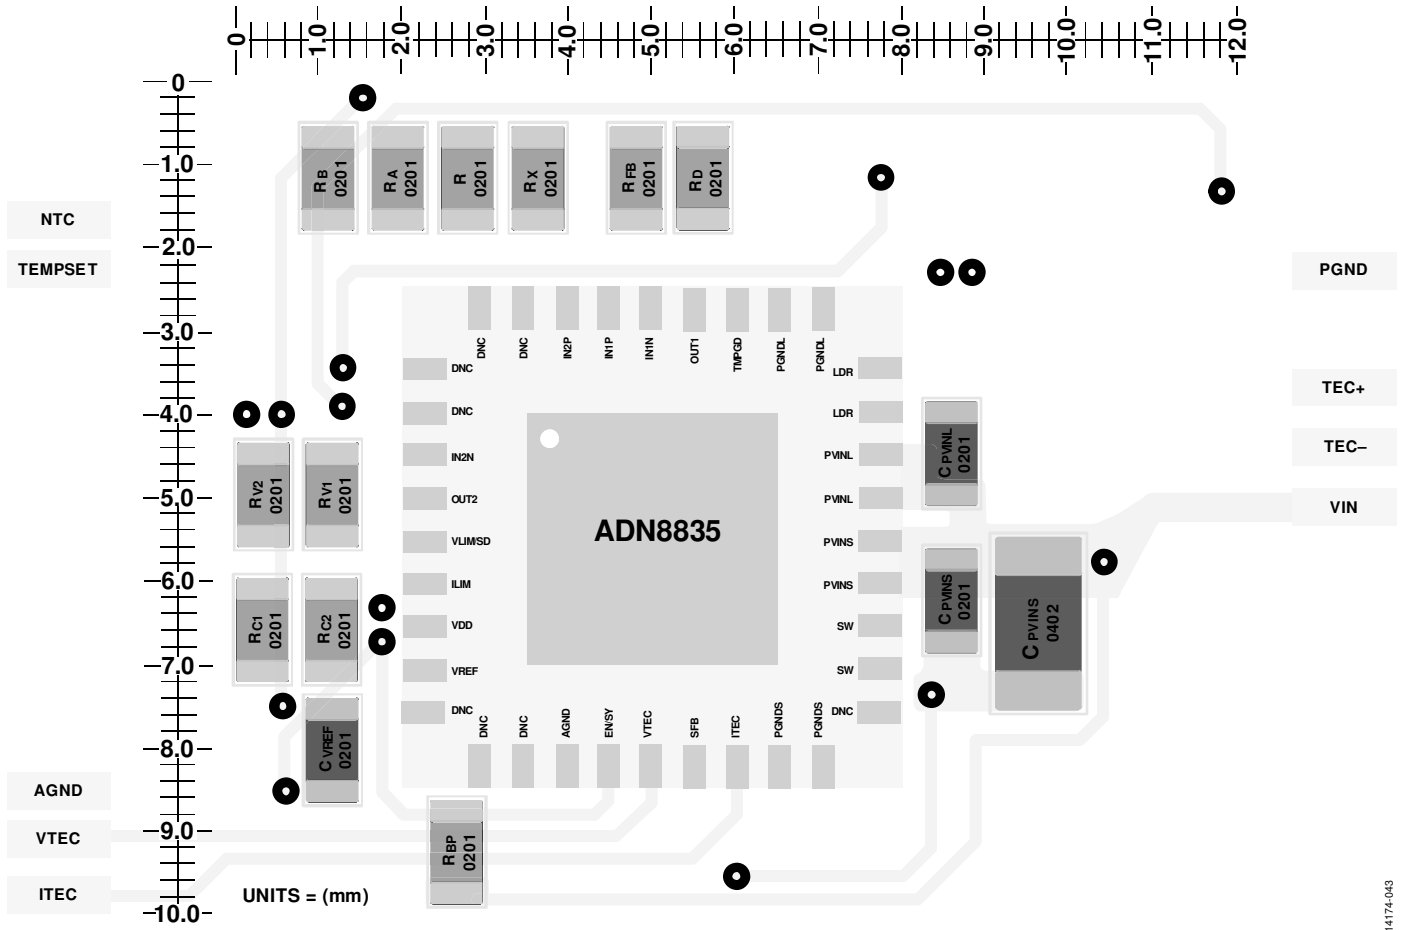 0 1.0 2.0 3.0 4.0 5.0 6.0 7.0 8.0 9.0 10.0 11.0 12.0
0
1.0
2.0
3.0
4.0
5.0
6.0
7.0
8.0
9.0
10.0
RB 0201
RA 0201
R 0201
RX 0201
RFB 0201
RD 0201
NTC
TEMPSET
PGND
TEC+
TEC–
VIN
DNC DNC IN2P IN1P IN1N OUT1 TMPGD PGNDL PGNDL
DNC
DNC
IN2N
OUT2
VLIM/SD
ILIM
VDD
VREF
DNC
LDR
LDR
PVINL
PVINL
PVINS
PVINS
SW
SW
DNC
ADN8835
DNC DNC AGND EN/SY VTEC SFB ITEC PGNDS PGNDS
RV2 0201
RV1 0201
RC1 0201
RC2 0201
CVREF 0201
CPVINL 0201
CPVINS 0201
CPVINS 0402
RBP 0201
AGND
VTEC
ITEC
UNITS = (mm)
14174-043